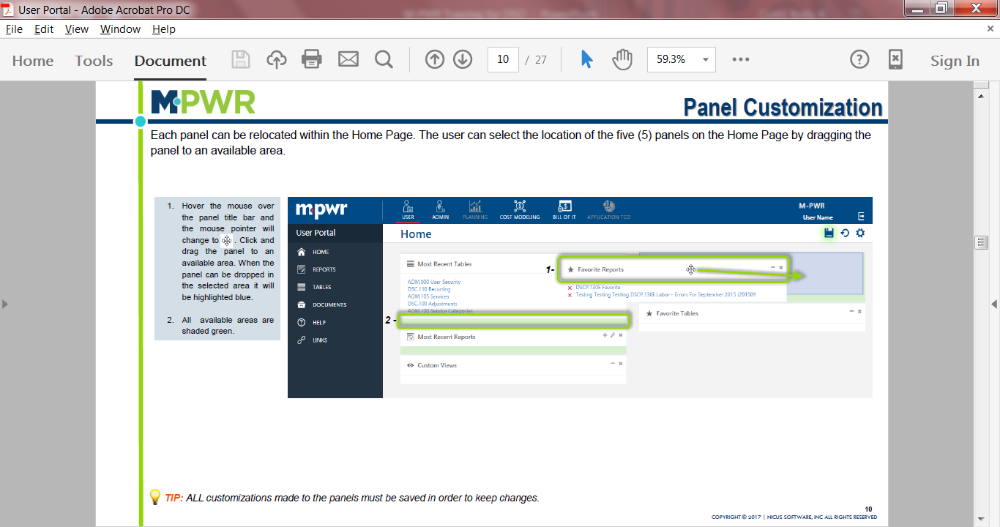 User Portal - Adobe Acrobat Pro DC
File Edit View Window Help
Home Tools Document 10 / 27 59.3% Sign In
M·PWR
Panel Customization
Each panel can be relocated within the Home Page. The user can select the location of the five (5) panels on the Home Page by dragging the
panel to an available area.
1. Hover the mouse over
the panel title bar and
the mouse pointer will
change to . Click and
drag the panel to an
available area. When the
panel can be dropped in
the selected area it will
be highlighted blue.
2. All available areas are
shaded green.
m·pwr
USER ADMIN PLANNING COST MODELING BILL OF IT APPLICATION TCO
M-PWR
User Name
User Portal
HOME
REPORTS
TABLES
DOCUMENTS
HELP
LINKS
Home
Most Recent Tables
ADM.000 User Security
DSC.110 Recurring
ADM.105 Services
DSC.100 Adjustments
ADM.100 Service Categories
2 -
Most Recent Reports
Custom Views
1-
Favorite Reports
DSCP.130E Favorite
Testing Testing Testing DSCP.130E Labor - Errors For September 2015 (201509
Favorite Tables
TIP: ALL customizations made to the panels must be saved in order to keep changes.
10
COPYRIGHT © 2017 | NICUS SOFTWARE, INC ALL RIGHTS RESERVED